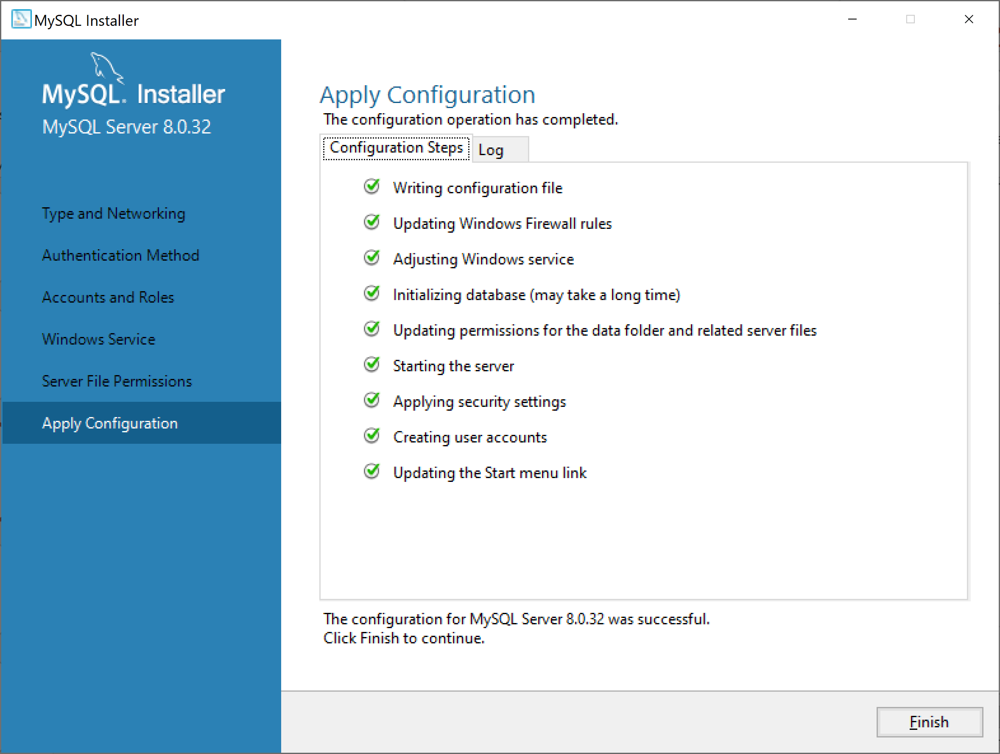 MySQL Installer
MySQL. Installer
MySQL Server 8.0.32
Type and Networking
Authentication Method
Accounts and Roles
Windows Service
Server File Permissions
Apply Configuration
Apply Configuration
The configuration operation has completed.
Configuration Steps
Log
Writing configuration file
Updating Windows Firewall rules
Adjusting Windows service
Initializing database (may take a long time)
Updating permissions for the data folder and related server files
Starting the server
Applying security settings
Creating user accounts
Updating the Start menu link
The configuration for MySQL Server 8.0.32 was successful.
Click Finish to continue.
Finish